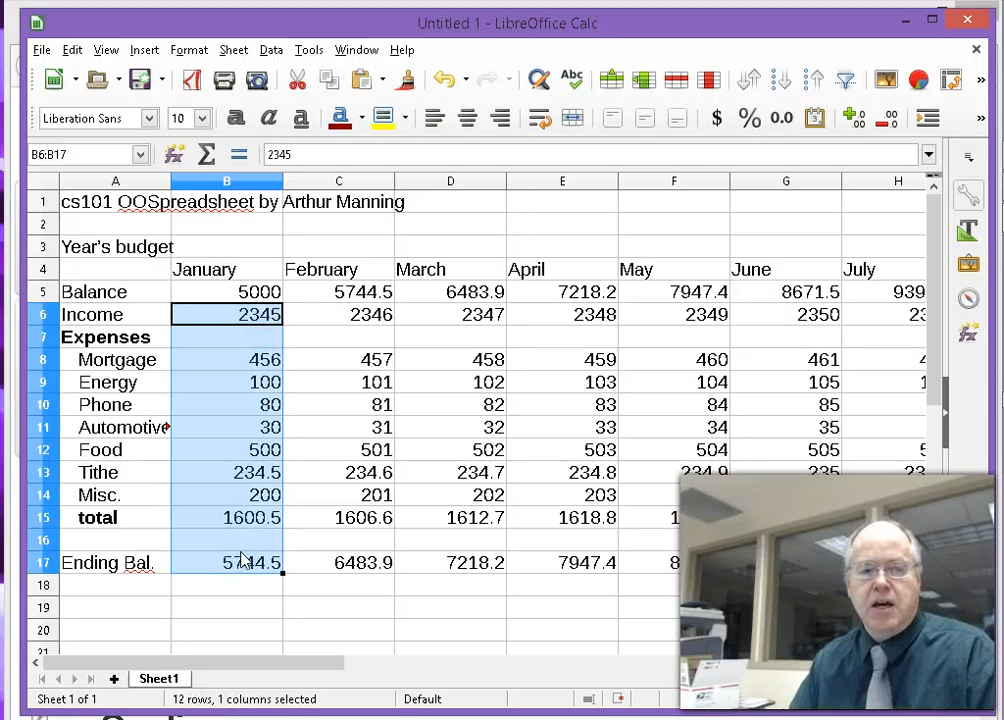 Untitled 1 - LibreOffice Calc
File Edit View Insert Format Sheet Data Tools Window Help
Liberation Sans 10 $ % 0.0
B6:B17 2345
A B C D E F G H
1 cs101 OOSpreadsheet by Arthur Manning
2
3 Year's budget
4 January February March April May June July
5 Balance 5000 5744.5 6483.9 7218.2 7947.4 8671.5 939
6 Income 2345 2346 2347 2348 2349 2350
7 Expenses
8 Mortgage 456 457 458 459 460 461
9 Energy 100 101 102 103 104 105 1
10 Phone 80 81 82 83 84 85
11 Automotive 30 31 32 33 34 35
12 Food 500 501 502 503 504 505
13 Tithe 234.5 234.6 234.7 234.8 234.9 235
14 Misc. 200 201 202 203
15 total 1600.5 1606.6 1612.7 1618.8
16
17 Ending Bal. 5744.5 6483.9 7218.2 7947.4
18
19
20
21
Sheet1
Sheet 1 of 1 12 rows, 1 columns selected Default